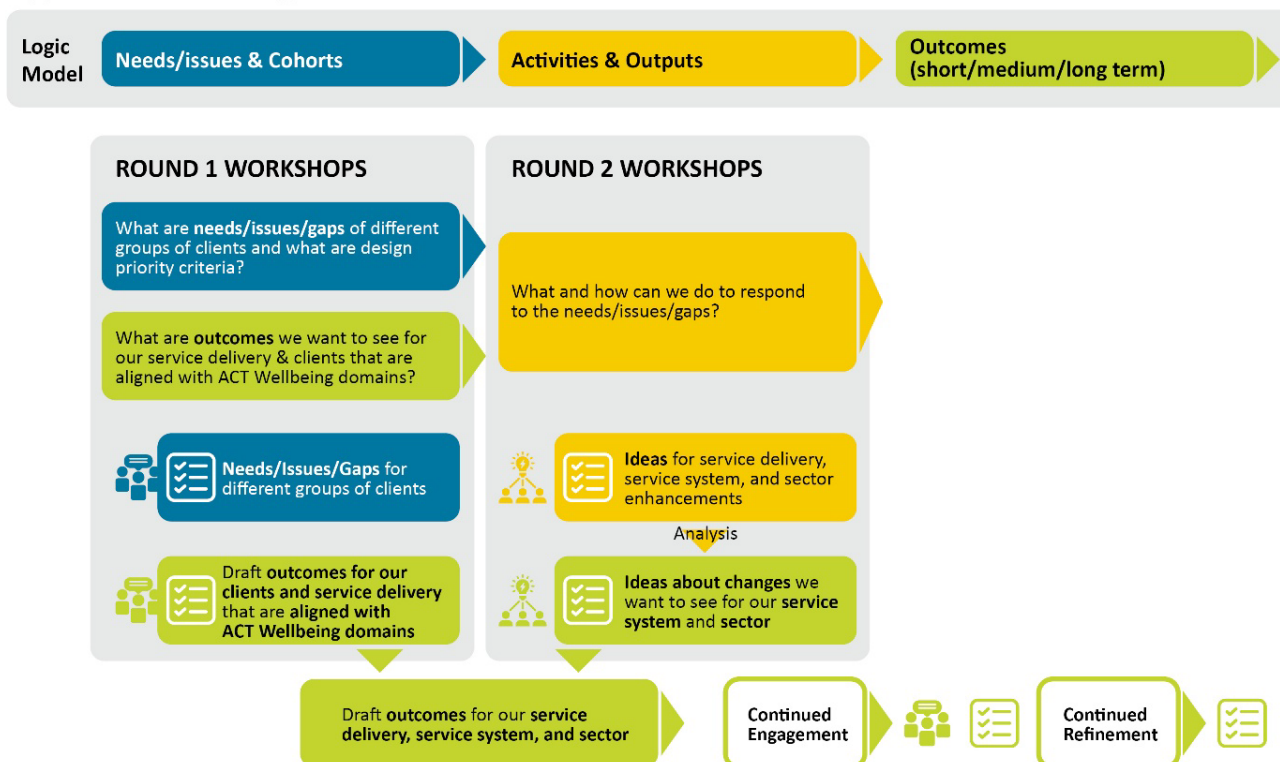 Logic
Model
Needs/issues & Cohorts
Activities & Outputs
Outcomes
(short/medium/long term)
ROUND 1 WORKSHOPS
What are needs/issues/gaps of different
groups of clients and what are design
priority criteria?
What are outcomes we want to see for
our service delivery & clients that are
aligned with ACT Wellbeing domains?
Needs/Issues/Gaps for
different groups of clients
Draft outcomes for our
clients and service delivery
that are aligned with
ACT Wellbeing domains
ROUND 2 WORKSHOPS
What and how can we do to respond
to the needs/issues/gaps?
Ideas for service delivery,
service system, and sector
enhancements
Analysis
Ideas about changes we
want to see for our service
system and sector
Draft outcomes for our service
delivery, service system, and sector
Continued
Engagement
Continued
Refinement